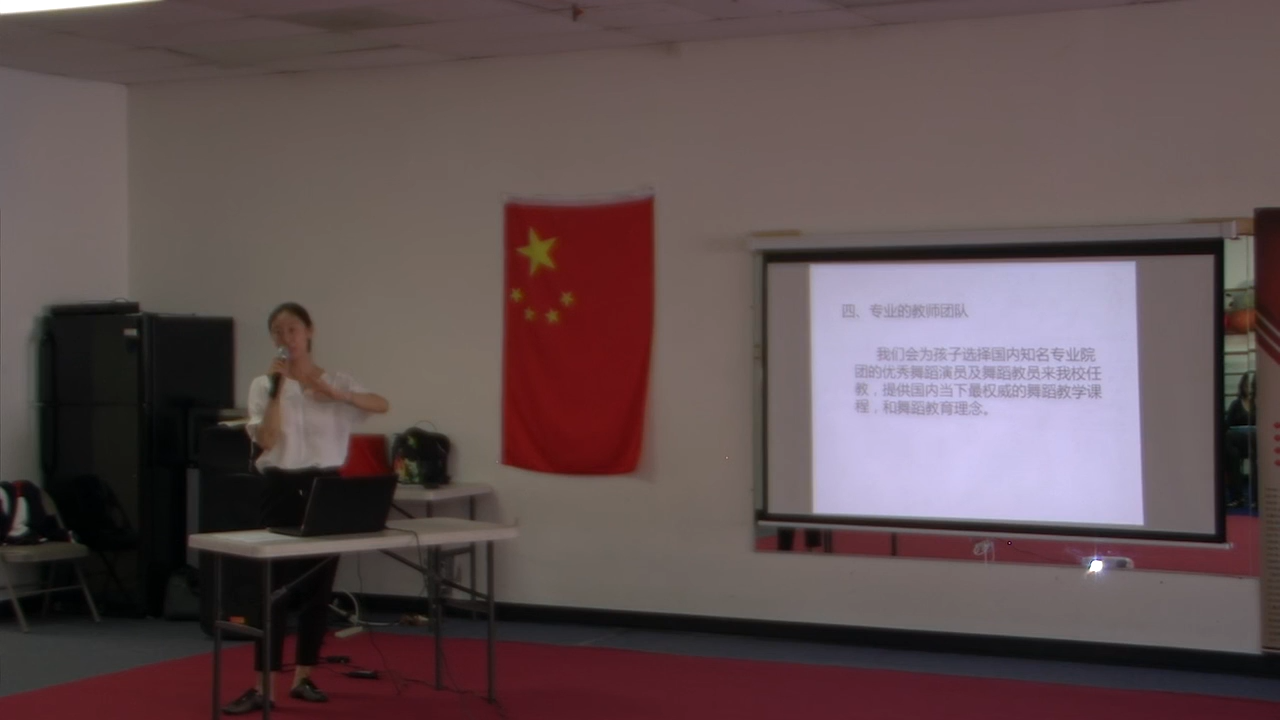 四、专业的教师团队
我们会为孩子选择国内知名专业院
团的优秀舞蹈演员及舞蹈教员来我校任
教，提供国内当下最权威的舞蹈教学课
程，和舞蹈教育理念。